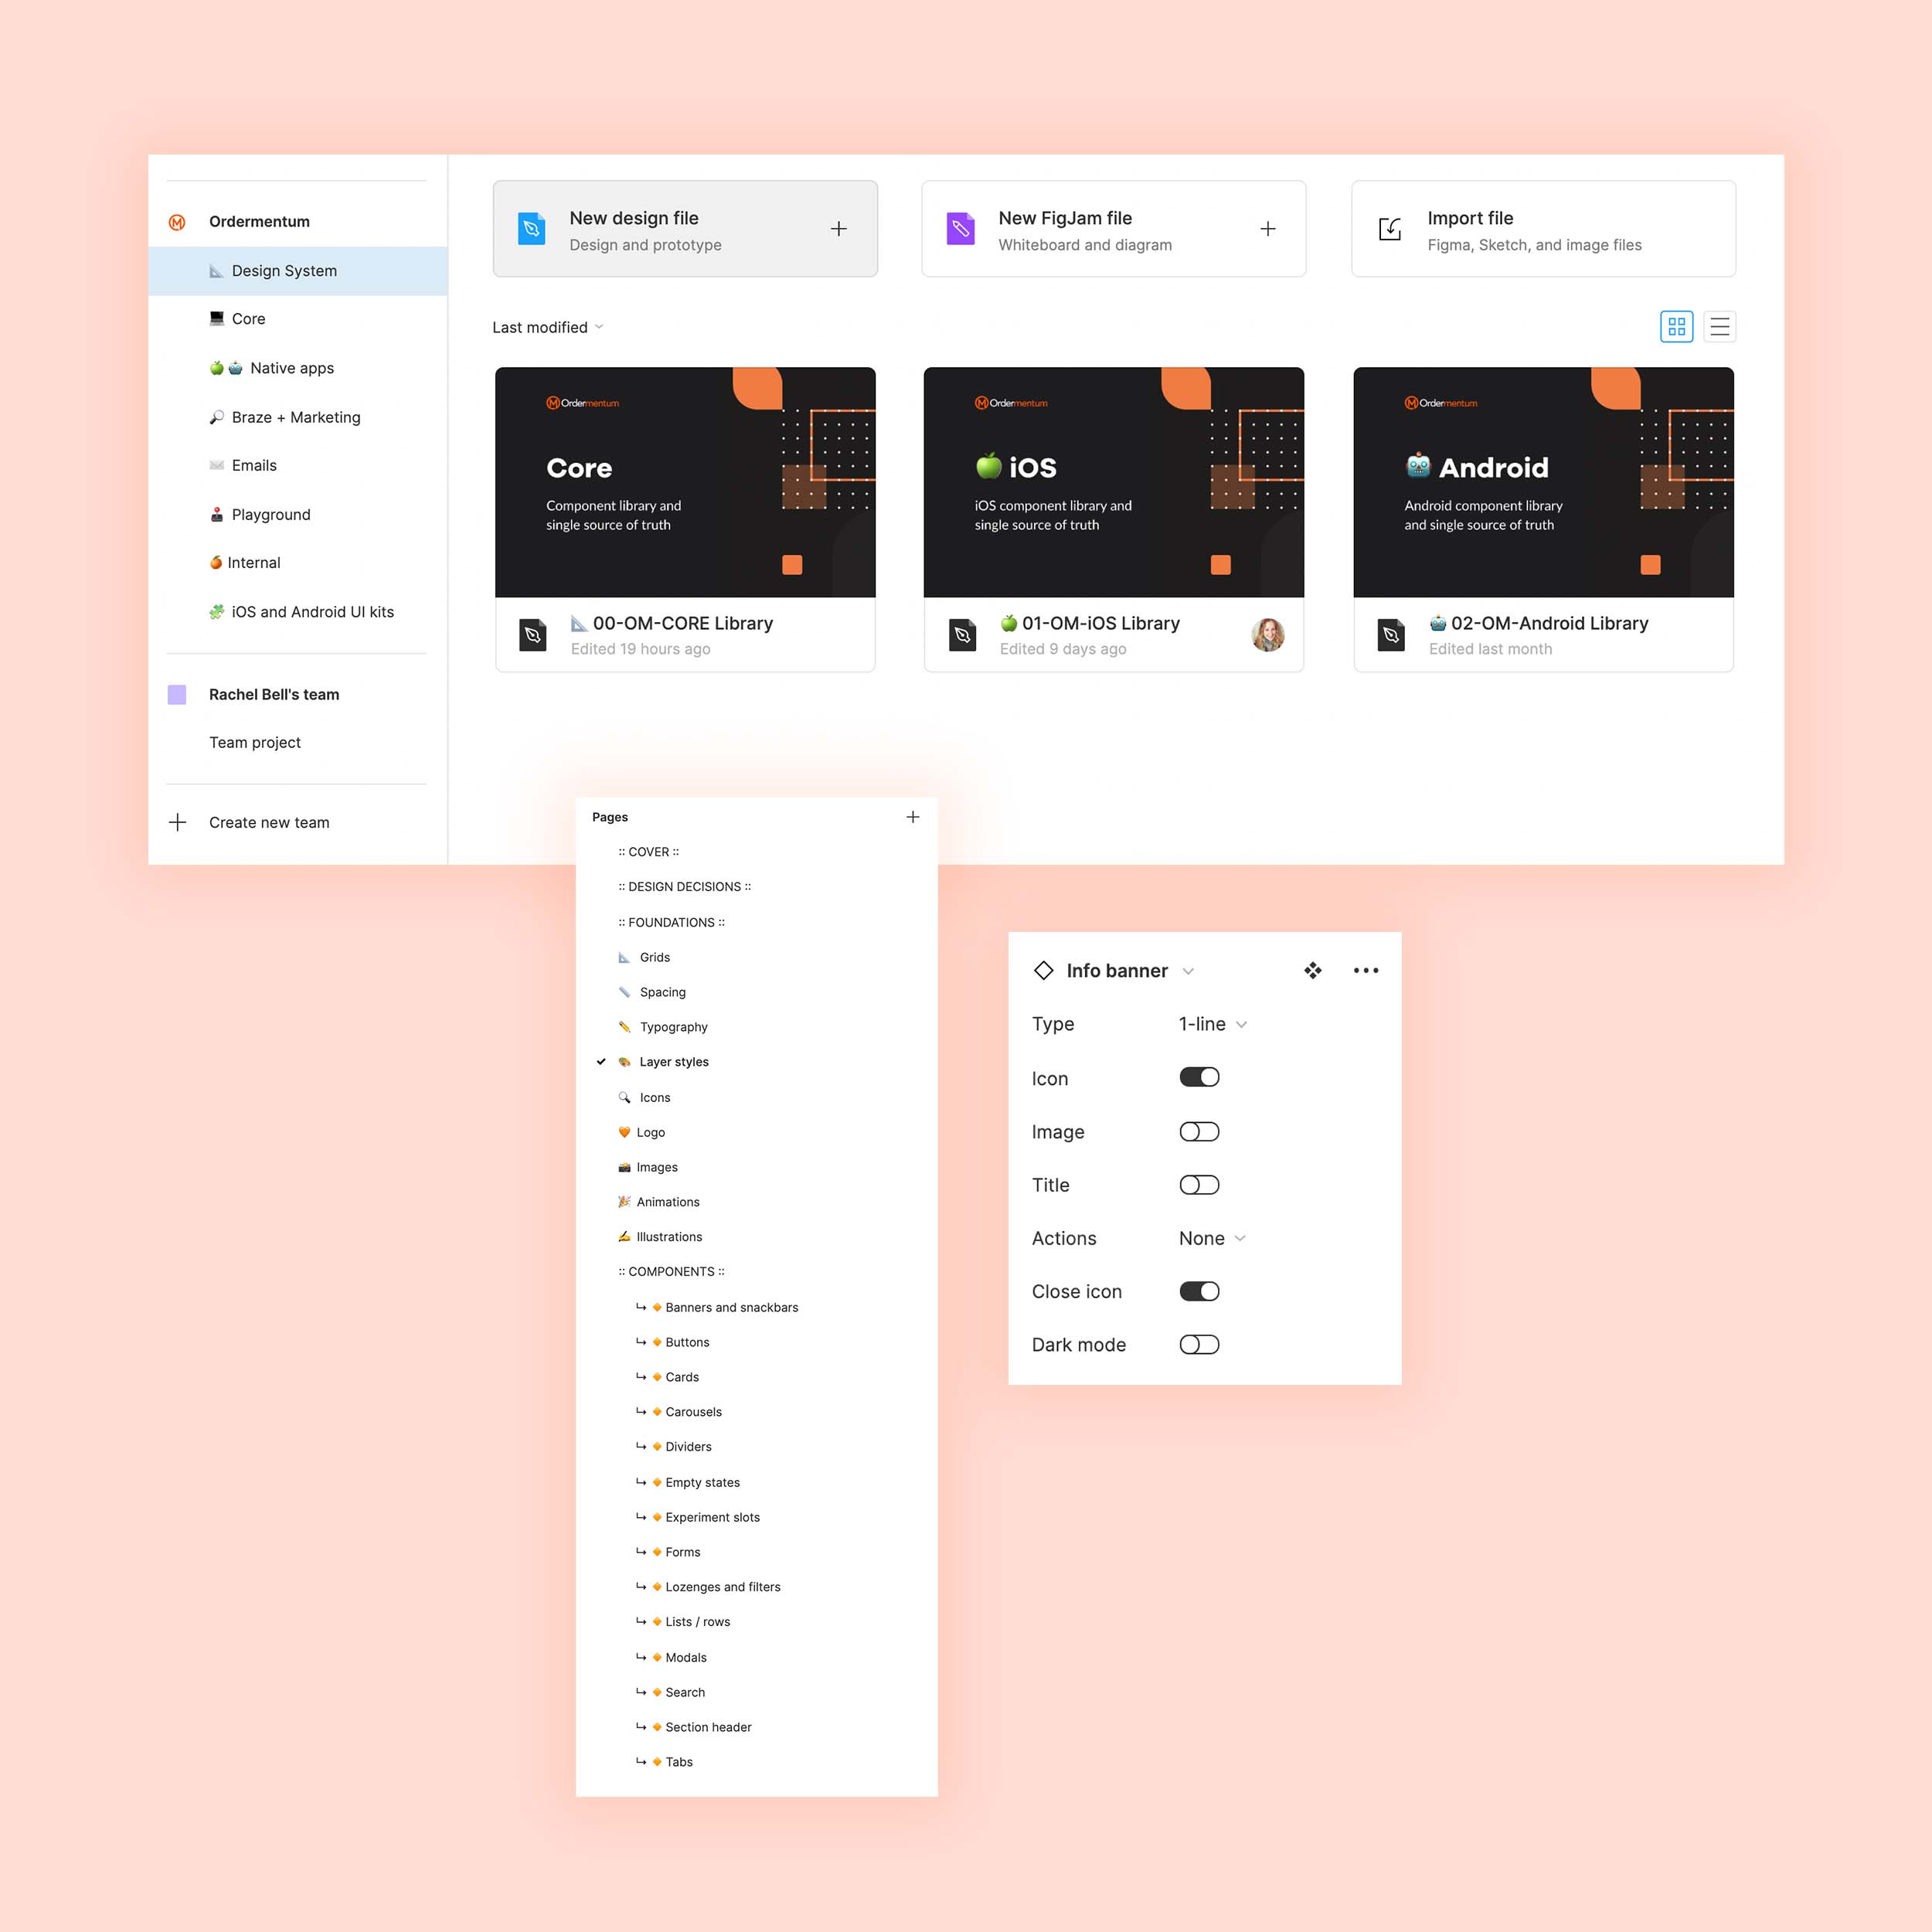 Ordermentum
Design System
Core
Native apps
Braze + Marketing
Emails
Playground
Internal
iOS and Android UI kits
Rachel Bell's team
Team project
Create new team
New design file
Design and prototype
New FigJam file
Whiteboard and diagram
Import file
Figma, Sketch, and image files
Last modified
Ordermentum
Core
Component library and
single source of truth
00-OM-CORE Library
Edited 19 hours ago
Ordermentum
iOS
iOS component library and
single source of truth
01-OM-iOS Library
Edited 9 days ago
Ordermentum
Android
Android component library
and single source of truth
02-OM-Android Library
Edited last month
Pages
:: COVER ::
:: DESIGN DECISIONS ::
:: FOUNDATIONS ::
Grids
Spacing
Typography
Layer styles
Icons
Logo
Images
Animations
Illustrations
:: COMPONENTS ::
Banners and snackbars
Buttons
Cards
Carousels
Dividers
Empty states
Experiment slots
Forms
Lozenges and filters
Lists / rows
Modals
Search
Section header
Tabs
Info banner
Type 1-line
Icon
Image
Title
Actions None
Close icon
Dark mode